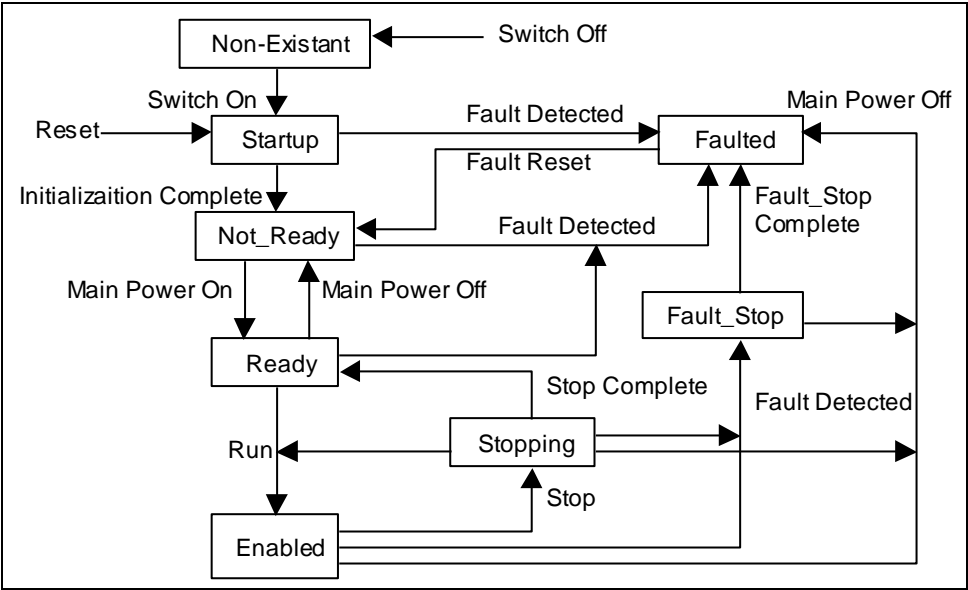 Non-Existant
Switch Off
Switch On
Fault Detected
Main Power Off
Reset
Startup
Faulted
Fault Reset
Initializaition Complete
Fault_Stop
Complete
Not_Ready
Fault Detected
Main Power On
Main Power Off
Fault_Stop
Ready
Stop Complete
Fault Detected
Run
Stopping
Stop
Enabled